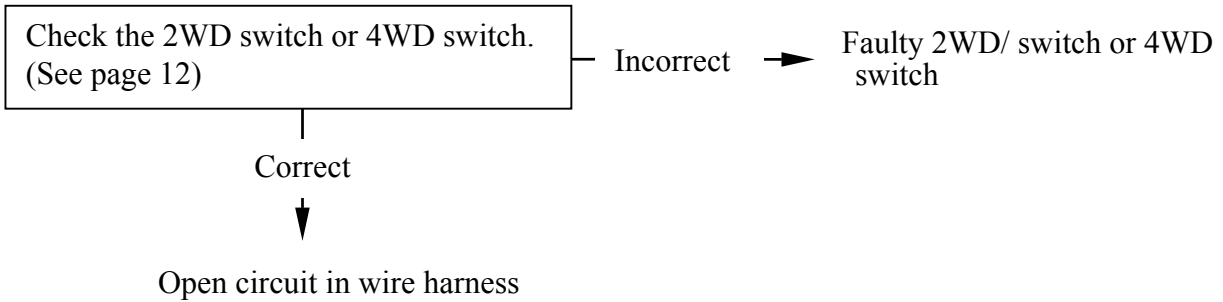 Check the 2WD switch or 4WD switch.
(See page 12)
Incorrect
Faulty 2WD/ switch or 4WD
switch
Correct
Open circuit in wire harness